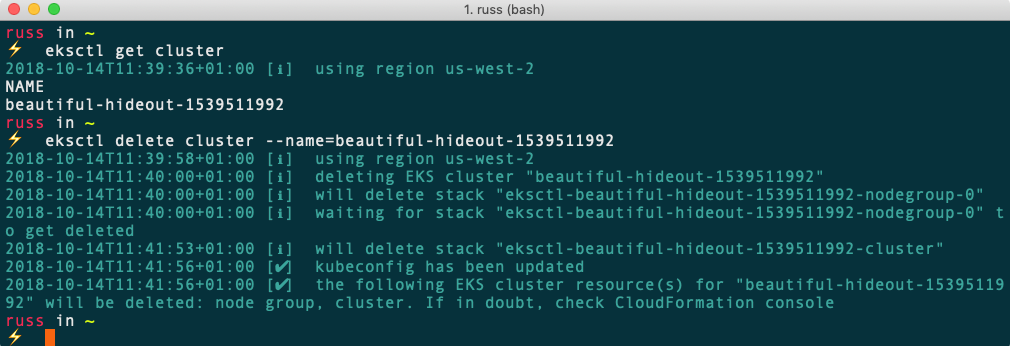 1. russ (bash)
russ in ~
⚡ eksctl get cluster
2018-10-14T11:39:36+01:00 [ℹ]  using region us-west-2
NAME
beautiful-hideout-1539511992
russ in ~
⚡ eksctl delete cluster --name=beautiful-hideout-1539511992
2018-10-14T11:39:58+01:00 [ℹ]  using region us-west-2
2018-10-14T11:40:00+01:00 [ℹ]  deleting EKS cluster "beautiful-hideout-1539511992"
2018-10-14T11:40:00+01:00 [ℹ]  will delete stack "eksctl-beautiful-hideout-1539511992-nodegroup-0"
2018-10-14T11:40:00+01:00 [ℹ]  waiting for stack "eksctl-beautiful-hideout-1539511992-nodegroup-0" t
o get deleted
2018-10-14T11:41:53+01:00 [ℹ]  will delete stack "eksctl-beautiful-hideout-1539511992-cluster"
2018-10-14T11:41:56+01:00 [✔]  kubeconfig has been updated
2018-10-14T11:41:56+01:00 [✔]  the following EKS cluster resource(s) for "beautiful-hideout-15395119
92" will be deleted: node group, cluster. If in doubt, check CloudFormation console
russ in ~
⚡